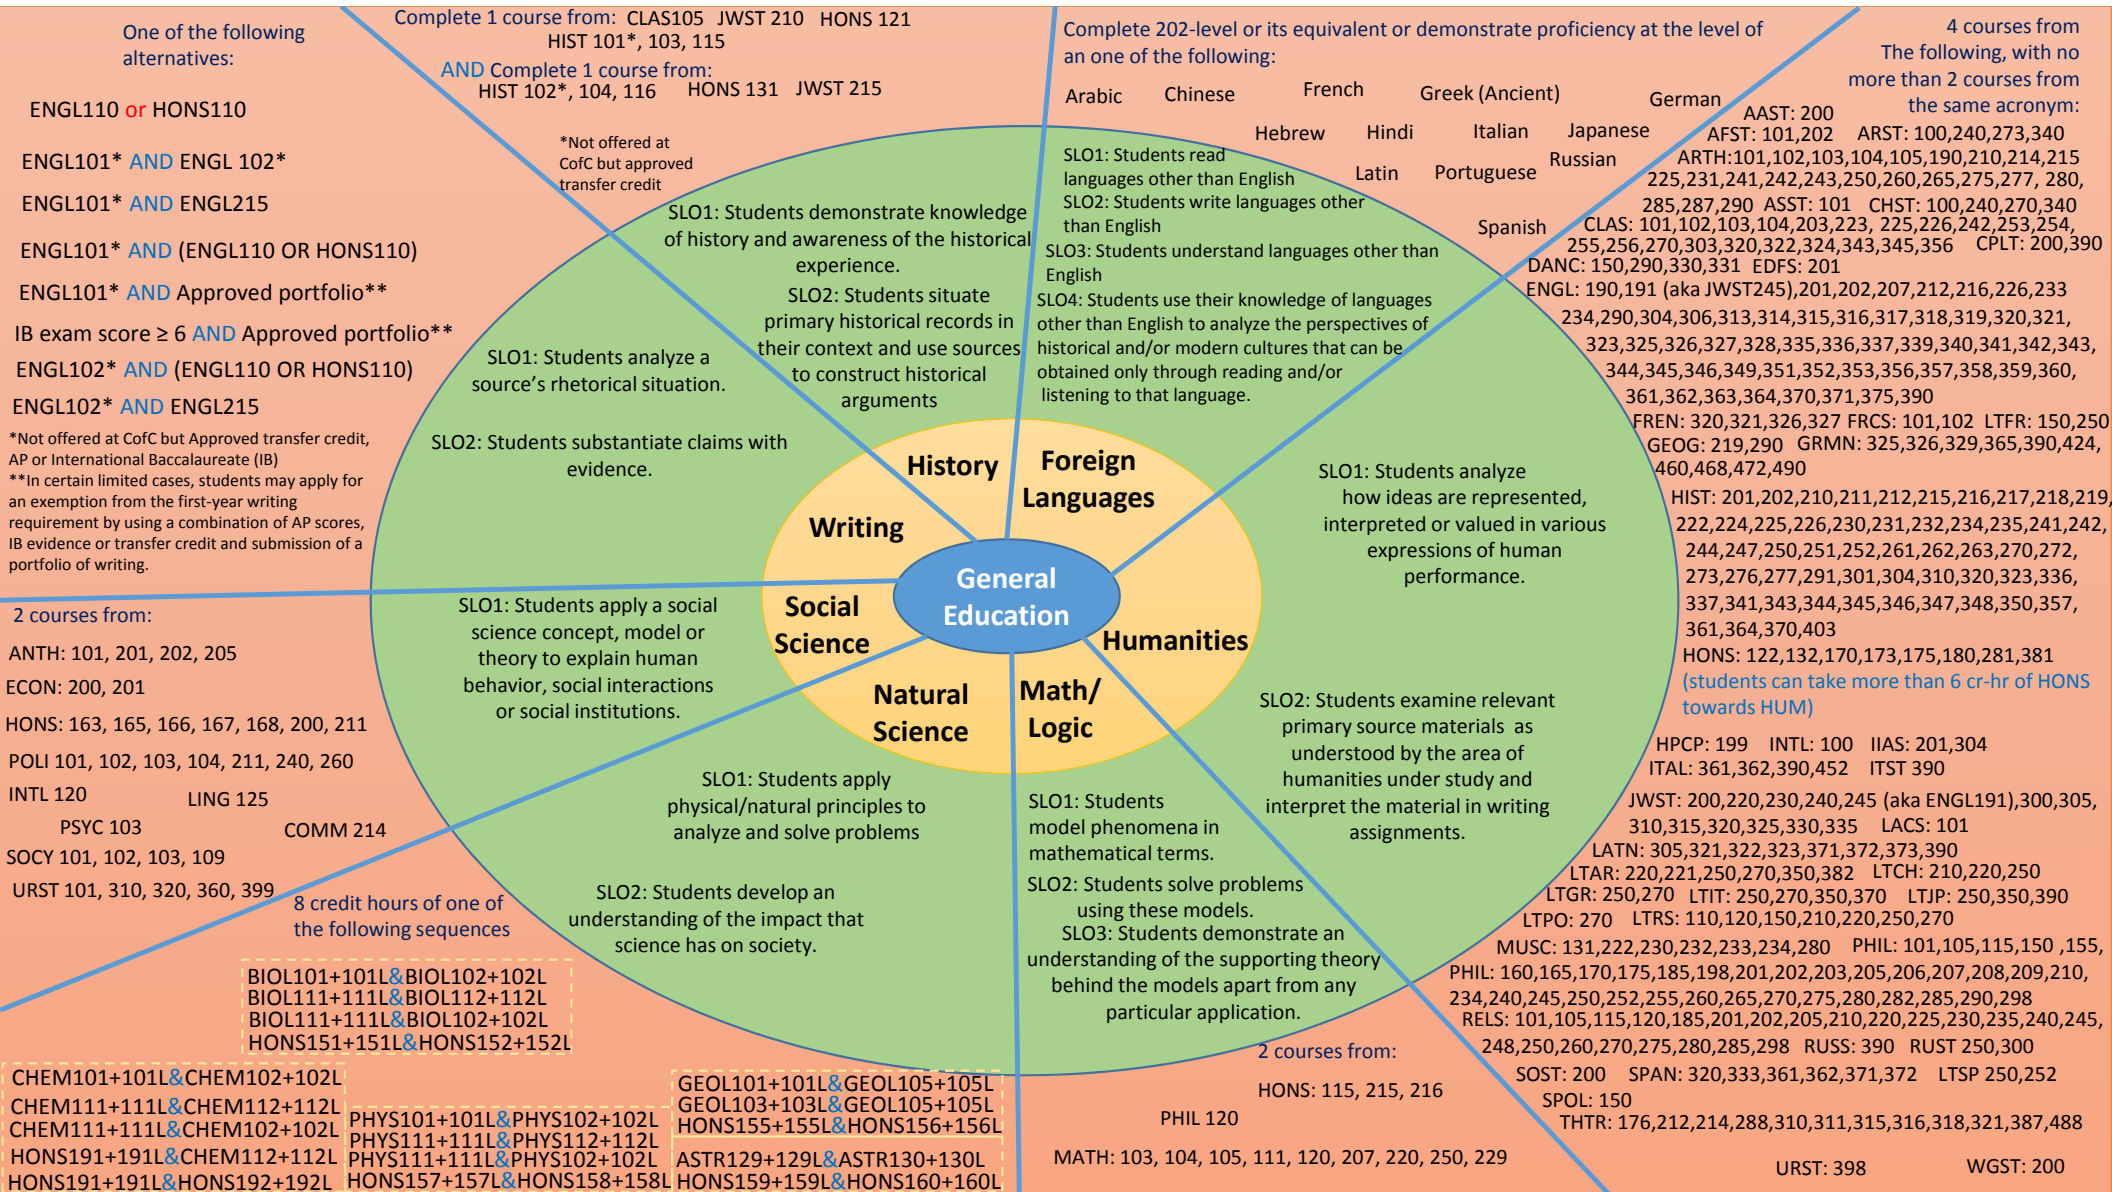 One of the following
alternatives:
ENGL110 or HONS110
ENGL101* AND ENGL 102*
ENGL101* AND ENGL215
ENGL101* AND (ENGL110 OR HONS110)
ENGL101* AND Approved portfolio**
IB exam score ≥ 6 AND Approved portfolio**
ENGL102* AND (ENGL110 OR HONS110)
ENGL102* AND ENGL215
*Not offered at CofC but Approved transfer credit,
AP or International Baccalaureate (IB)
**In certain limited cases, students may apply for
an exemption from the first-year writing
requirement by using a combination of AP scores,
IB evidence or transfer credit and submission of a
portfolio of writing.
Complete 1 course from: CLAS105 JWST 210 HONS 121
HIST 101*, 103, 115
AND Complete 1 course from:
HIST 102*, 104, 116 HONS 131 JWST 215
*Not offered at
CofC but approved
transfer credit
Complete 202-level or its equivalent or demonstrate proficiency at the level of
an one of the following:
Arabic Chinese French Greek (Ancient) German
Hebrew Hindi Italian Japanese
Latin Portuguese Russian
Spanish
4 courses from
The following, with no
more than 2 courses from
the same acronym:
AAST: 200
AFST: 101,202 ARST: 100,240,273,340
ARTH:101,102,103,104,105,190,210,214,215
225,231,241,242,243,250,260,265,275,277, 280,
285,287,290 ASST: 101 CHST: 100,240,270,340
CLAS: 101,102,103,104,203,223, 225,226,242,253,254,
255,256,270,303,320,322,324,343,345,356 CPLT: 200,390
DANC: 150,290,330,331 EDFS: 201
ENGL: 190,191 (aka JWST245),201,202,207,212,216,226,233
234,290,304,306,313,314,315,316,317,318,319,320,321,
323,325,326,327,328,335,336,337,339,340,341,342,343,
344,345,346,349,351,352,353,356,357,358,359,360,
361,362,363,364,370,371,375,390
FREN: 320,321,326,327 FRCS: 101,102 LTFR: 150,250
GEOG: 219,290 GRMN: 325,326,329,365,390,424,
460,468,472,490
HIST: 201,202,210,211,212,215,216,217,218,219,
222,224,225,226,230,231,232,234,235,241,242,
244,247,250,251,252,261,262,263,270,272,
273,276,277,291,301,304,310,320,323,336,
337,341,343,344,345,346,347,348,350,357,
361,364,370,403
HONS: 122,132,170,173,175,180,281,381
(students can take more than 6 cr-hr of HONS
towards HUM)
HPCP: 199 INTL: 100 IIAS: 201,304
ITAL: 361,362,390,452 ITST 390
JWST: 200,220,230,240,245 (aka ENGL191),300,305,
310,315,320,325,330,335 LACS: 101
LATN: 305,321,322,323,371,372,373,390
LTAR: 220,221,250,270,350,382 LTCH: 210,220,250
LTGR: 250,270 LTIT: 250,270,350,370 LTJP: 250,350,390
LTPO: 270 LTRS: 110,120,150,210,220,250,270
MUSC: 131,222,230,232,233,234,280 PHIL: 101,105,115,150 ,155,
PHIL: 160,165,170,175,185,198,201,202,203,205,206,207,208,209,210,
234,240,245,250,252,255,260,265,270,275,280,282,285,290,298
RELS: 101,105,115,120,185,201,202,205,210,220,225,230,235,240,245,
248,250,260,270,275,280,285,298 RUSS: 390 RUST 250,300
SOST: 200 SPAN: 320,333,361,362,371,372 LTSP 250,252
SPOL: 150
THTR: 176,212,214,288,310,311,315,316,318,321,387,488
URST: 398 WGST: 200
SLO1: Students analyze a
source's rhetorical situation.
SLO2: Students substantiate claims with
evidence.
SLO1: Students demonstrate knowledge
of history and awareness of the historical
experience.
SLO2: Students situate
primary historical records in
their context and use sources
to construct historical
arguments
SLO1: Students read
languages other than English
SLO2: Students write languages other
than English
SLO3: Students understand languages other than
English
SLO4: Students use their knowledge of languages
other than English to analyze the perspectives of
historical and/or modern cultures that can be
obtained only through reading and/or
listening to that language.
SLO1: Students analyze
how ideas are represented,
interpreted or valued in various
expressions of human
performance.
SLO2: Students examine relevant
primary source materials as
understood by the area of
humanities under study and
interpret the material in writing
assignments.
History
Foreign
Languages
Writing
General
Education
Social
Science
Humanities
Natural
Science
Math/
Logic
2 courses from:
ANTH: 101, 201, 202, 205
ECON: 200, 201
HONS: 163, 165, 166, 167, 168, 200, 211
POLI 101, 102, 103, 104, 211, 240, 260
INTL 120 LING 125
PSYC 103 COMM 214
SOCY 101, 102, 103, 109
URST 101, 310, 320, 360, 399
SLO1: Students apply a social
science concept, model or
theory to explain human
behavior, social interactions
or social institutions.
SLO1: Students apply
physical/natural principles to
analyze and solve problems
SLO2: Students develop an
understanding of the impact that
science has on society.
8 credit hours of one of
the following sequences
BIOL101+101L&BIOL102+102L
BIOL111+111L&BIOL112+112L
BIOL111+111L&BIOL102+102L
HONS151+151L&HONS152+152L
CHEM101+101L&CHEM102+102L
CHEM111+111L&CHEM112+112L
CHEM111+111L&CHEM102+102L
HONS191+191L&CHEM112+112L
HONS191+191L&HONS192+192L
PHYS101+101L&PHYS102+102L
PHYS111+111L&PHYS112+112L
PHYS111+111L&PHYS102+102L
HONS157+157L&HONS158+158L
GEOL101+101L&GEOL105+105L
GEOL103+103L&GEOL105+105L
HONS155+155L&HONS156+156L
ASTR129+129L&ASTR130+130L
HONS159+159L&HONS160+160L
SLO1: Students
model phenomena in
mathematical terms.
SLO2: Students solve problems
using these models.
SLO3: Students demonstrate an
understanding of the supporting theory
behind the models apart from any
particular application.
2 courses from:
HONS: 115, 215, 216
PHIL 120
MATH: 103, 104, 105, 111, 120, 207, 220, 250, 229